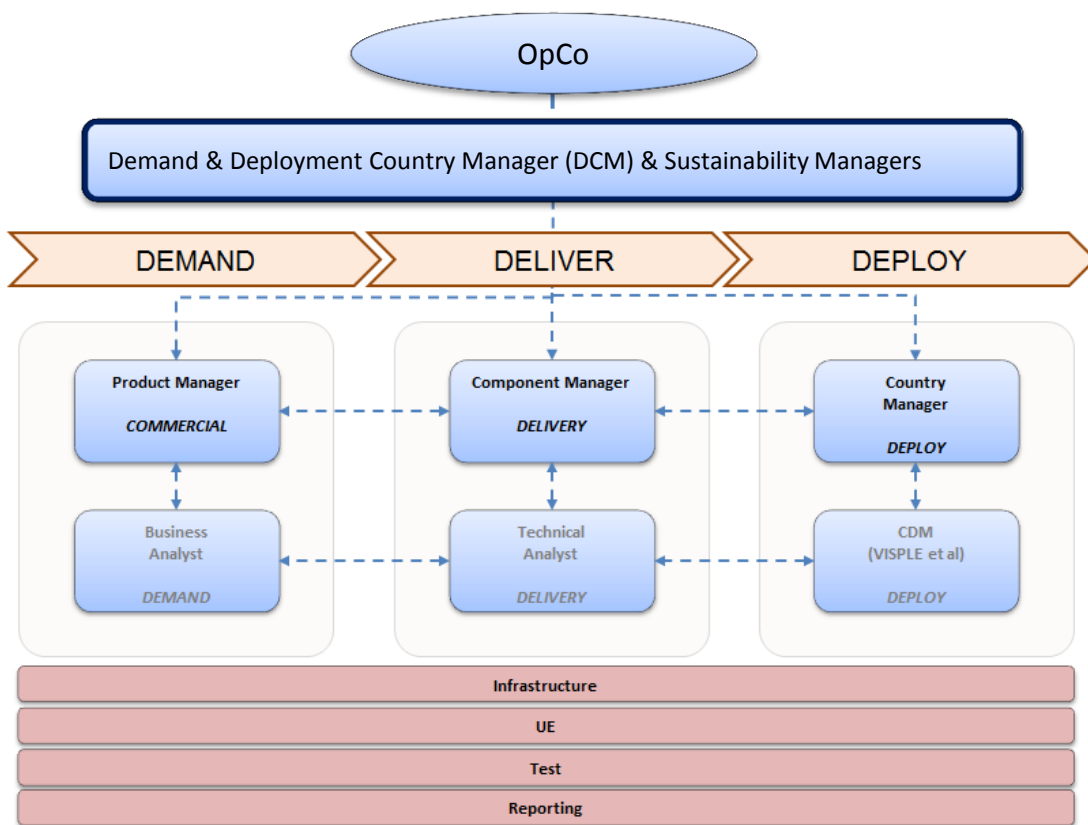 OpCo
Demand & Deployment Country Manager (DCM) & Sustainability Managers
DEMAND
DELIVER
DEPLOY
Product Manager
COMMERCIAL
Component Manager
DELIVERY
Country
Manager
DEPLOY
Business
Analyst
DEMAND
Technical
Analyst
DELIVERY
CDM
(VISPLE et al)
DEPLOY
Infrastructure
UE
Test
Reporting